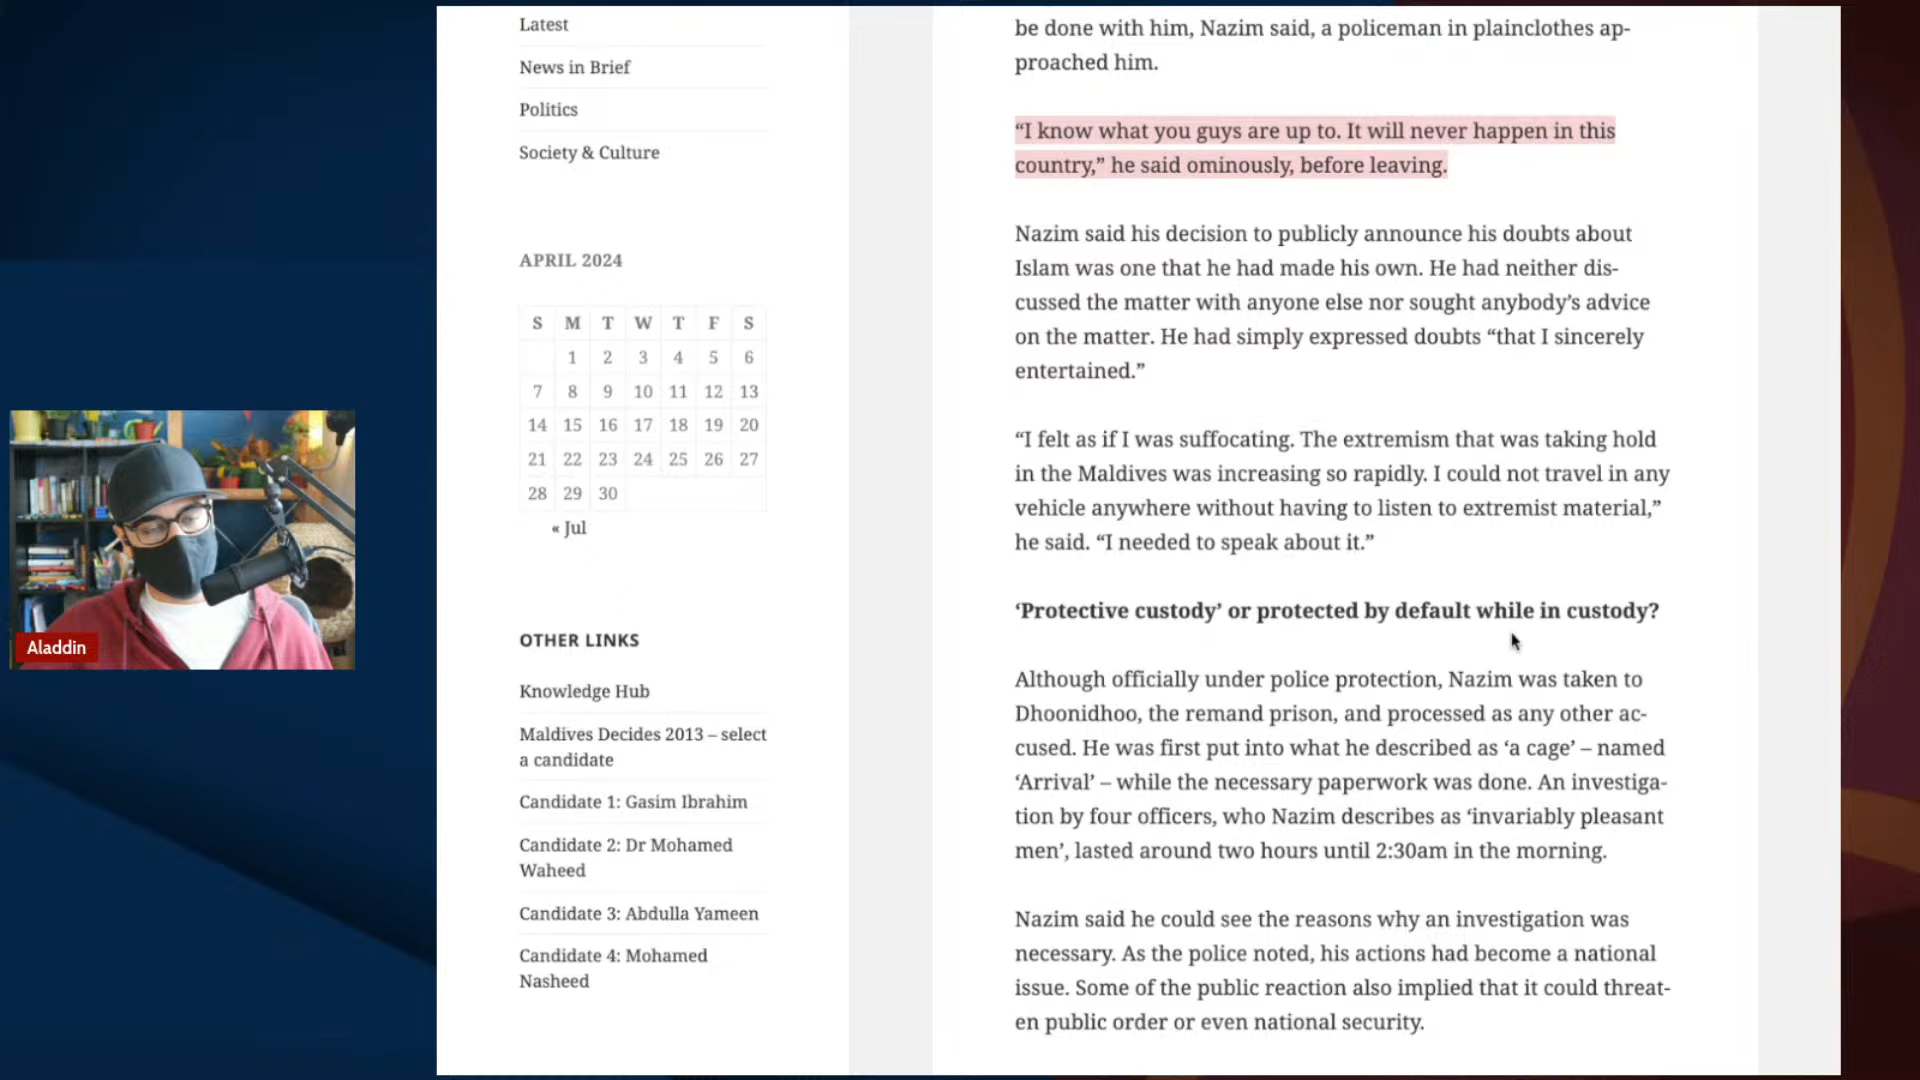 Latest
News in Brief
Politics
Society & Culture
APRIL 2024
S M T W T F S
1 2 3 4 5 6
7 8 9 10 11 12 13
14 15 16 17 18 19 20
21 22 23 24 25 26 27
28 29 30
« Jul
OTHER LINKS
Knowledge Hub
Maldives Decides 2013 – select
a candidate
Candidate 1: Gasim Ibrahim
Candidate 2: Dr Mohamed
Waheed
Candidate 3: Abdulla Yameen
Candidate 4: Mohamed
Nasheed
be done with him, Nazim said, a policeman in plainclothes ap-
proached him.
“I know what you guys are up to. It will never happen in this
country,” he said ominously, before leaving.
Nazim said his decision to publicly announce his doubts about
Islam was one that he had made his own. He had neither dis-
cussed the matter with anyone else nor sought anybody’s advice
on the matter. He had simply expressed doubts “that I sincerely
entertained.”
“I felt as if I was suffocating. The extremism that was taking hold
in the Maldives was increasing so rapidly. I could not travel in any
vehicle anywhere without having to listen to extremist material,”
he said. “I needed to speak about it.”
‘Protective custody’ or protected by default while in custody?
Although officially under police protection, Nazim was taken to
Dhoonidhoo, the remand prison, and processed as any other ac-
cused. He was first put into what he described as ‘a cage’ – named
‘Arrival’ – while the necessary paperwork was done. An investiga-
tion by four officers, who Nazim describes as ‘invariably pleasant
men’, lasted around two hours until 2:30am in the morning.
Nazim said he could see the reasons why an investigation was
necessary. As the police noted, his actions had become a national
issue. Some of the public reaction also implied that it could threat-
en public order or even national security.
Aladdin